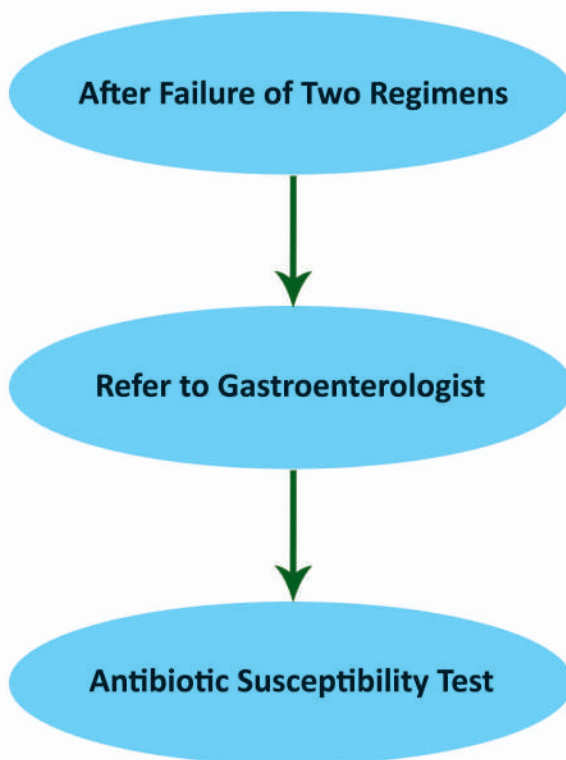 After Failure of Two Regimens
Refer to Gastroenterologist
Antibiotic Susceptibility Test